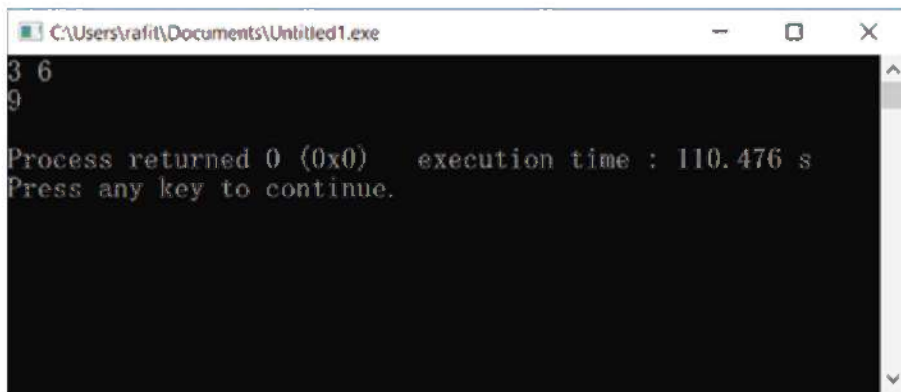 C:\Users\rafit\Documents\Untitled1.exe
3 6
9
Process returned 0 (0x0)   execution time : 110.476 s
Press any key to continue.